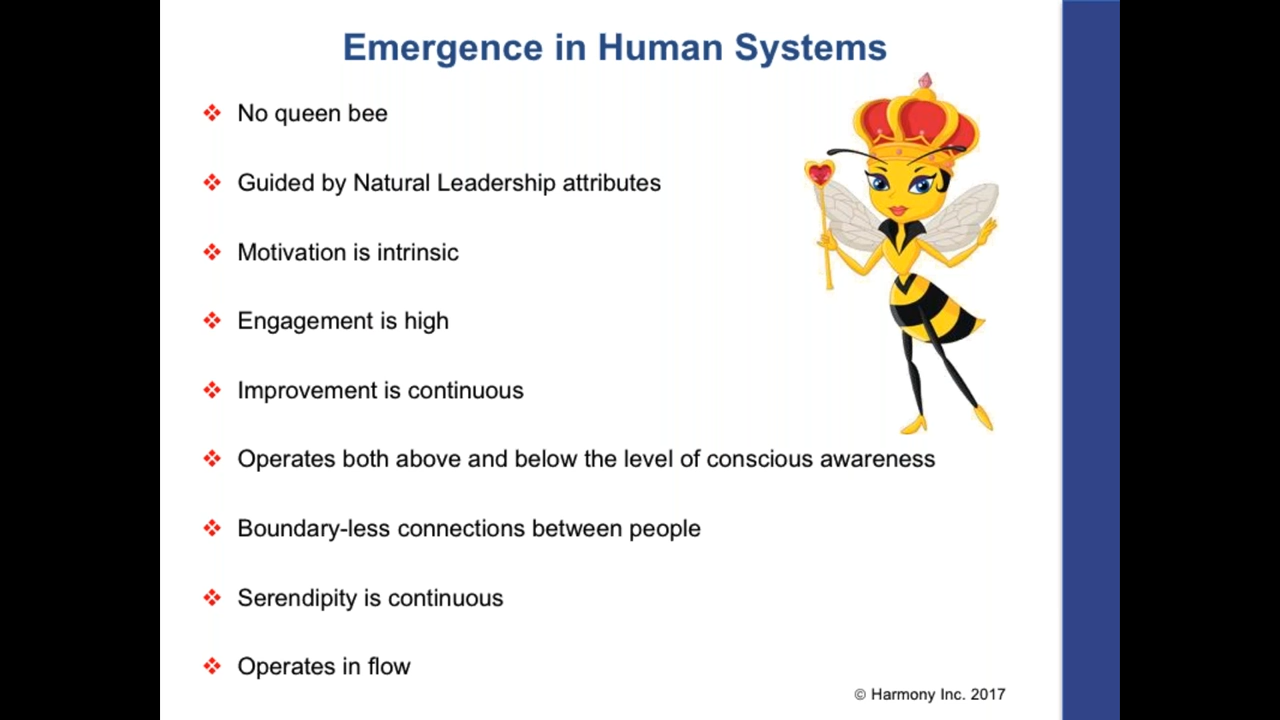 Emergence in Human Systems
No queen bee
Guided by Natural Leadership attributes
Motivation is intrinsic
Engagement is high
Improvement is continuous
Operates both above and below the level of conscious awareness
Boundary-less connections between people
Serendipity is continuous
Operates in flow
© Harmony Inc. 2017